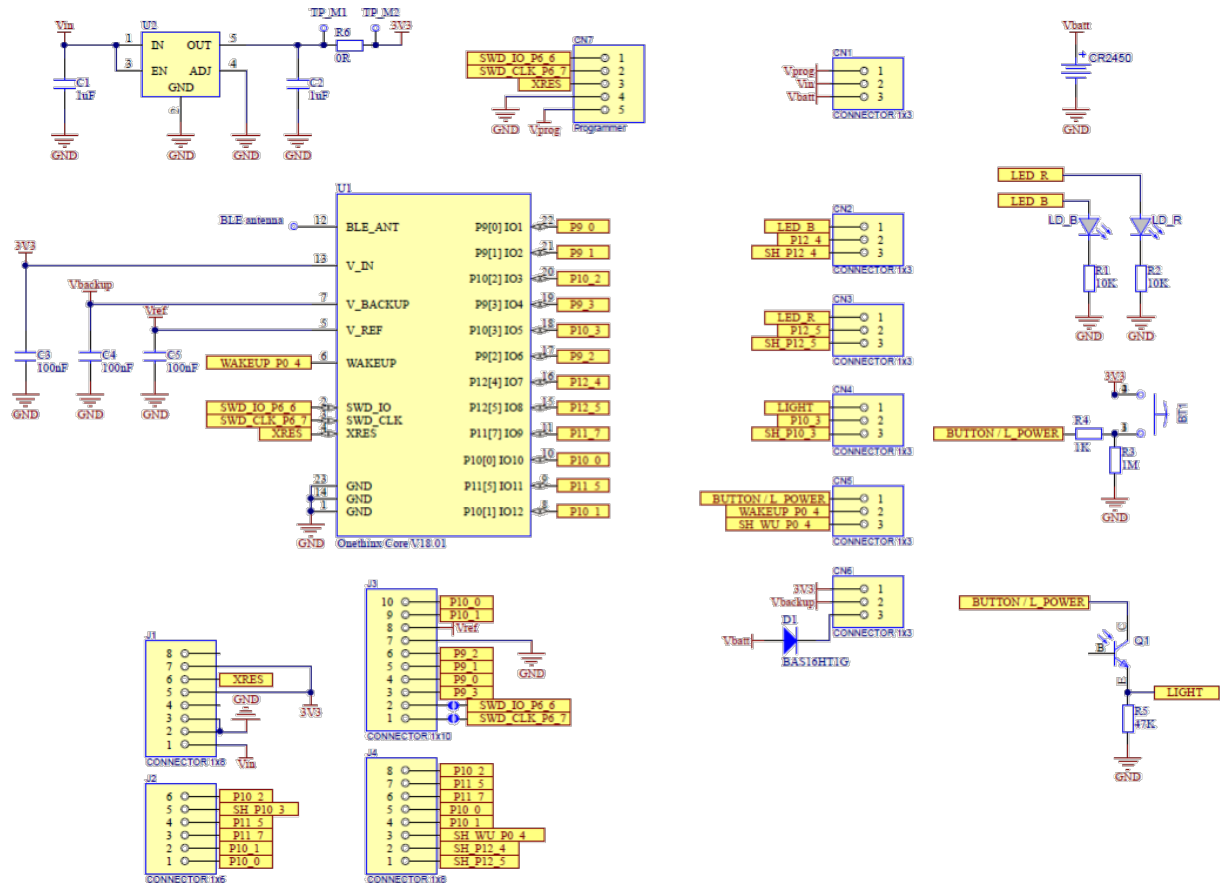 Vin
U2
1 IN OUT 5
3 EN ADJ 4
GND
2
C1
1uF
GND
GND
GND
C2
1uF
GND
TP_M1
TP_M2
R6
0R
3V3
CN7
SWD_IO_P6_6 1
SWD_CLK_P6_7 2
XRES 3
4
5
GND
Vprog
Programmer
CN1
Vprog 1
Vin 2
Vbatt 3
CONNECTOR 1x3
Vbatt
+
CR2450
GND
U1
BLE antenna 12 BLE_ANT
3V3
13 V_IN
Vbackup
7 V_BACKUP
Vref
5 V_REF
WAKEUP_P0_4 6 WAKEUP
C3
100nF
GND
C4
100nF
GND
C5
100nF
GND
SWD_IO_P6_6 SWD_IO
SWD_CLK_P6_7 SWD_CLK
XRES XRES
23 GND
14 GND
1 GND
GND
Onethinx Core V18.01
P9[0] IO1 22 P9_0
P9[1] IO2 21 P9_1
P10[2] IO3 20 P10_2
P9[3] IO4 19 P9_3
P10[3] IO5 18 P10_3
P9[2] IO6 17 P9_2
P12[4] IO7 16 P12_4
P12[5] IO8 15 P12_5
P11[7] IO9 11 P11_7
P10[0] IO10 10 P10_0
P11[5] IO11 9 P11_5
P10[1] IO12 8 P10_1
CN2
LED_B 1
P12_4 2
SH_P12_4 3
CONNECTOR 1x3
CN3
LED_R 1
P12_5 2
SH_P12_5 3
CONNECTOR 1x3
CN4
LIGHT 1
P10_3 2
SH_P10_3 3
CONNECTOR 1x3
CN5
BUTTON / L_POWER 1
WAKEUP_P0_4 2
SH_WU_P0_4 3
CONNECTOR 1x3
CN6
3V3 1
Vbackup 2
3
CONNECTOR 1x3
D1
Vbatt
BAS16HT1G
LED_R
LED_B
LD_B
LD_R
R1
10K
GND
R2
10K
GND
3V3
BUTTON / L_POWER
R4
1K
R3
1M
GND
BT1
BUTTON / L_POWER
C
B
Q1
E
LIGHT
R5
47K
GND
J1
8
7
6 XRES
5
4
3
2
1
GND
3V3
Vin
CONNECTOR 1x8
J2
6 P10_2
5 SH_P10_3
4 P11_5
3 P11_7
2 P10_1
1 P10_0
CONNECTOR 1x6
J3
10 P10_0
9 P10_1
8 Vref
7
6 P9_2
5 P9_1
4 P9_0
3 P9_3
2 SWD_IO_P6_6
1 SWD_CLK_P6_7
GND
CONNECTOR 1x10
J4
8 P10_2
7 P11_5
6 P11_7
5 P10_0
4 P10_1
3 SH_WU_P0_4
2 SH_P12_4
1 SH_P12_5
CONNECTOR 1x8